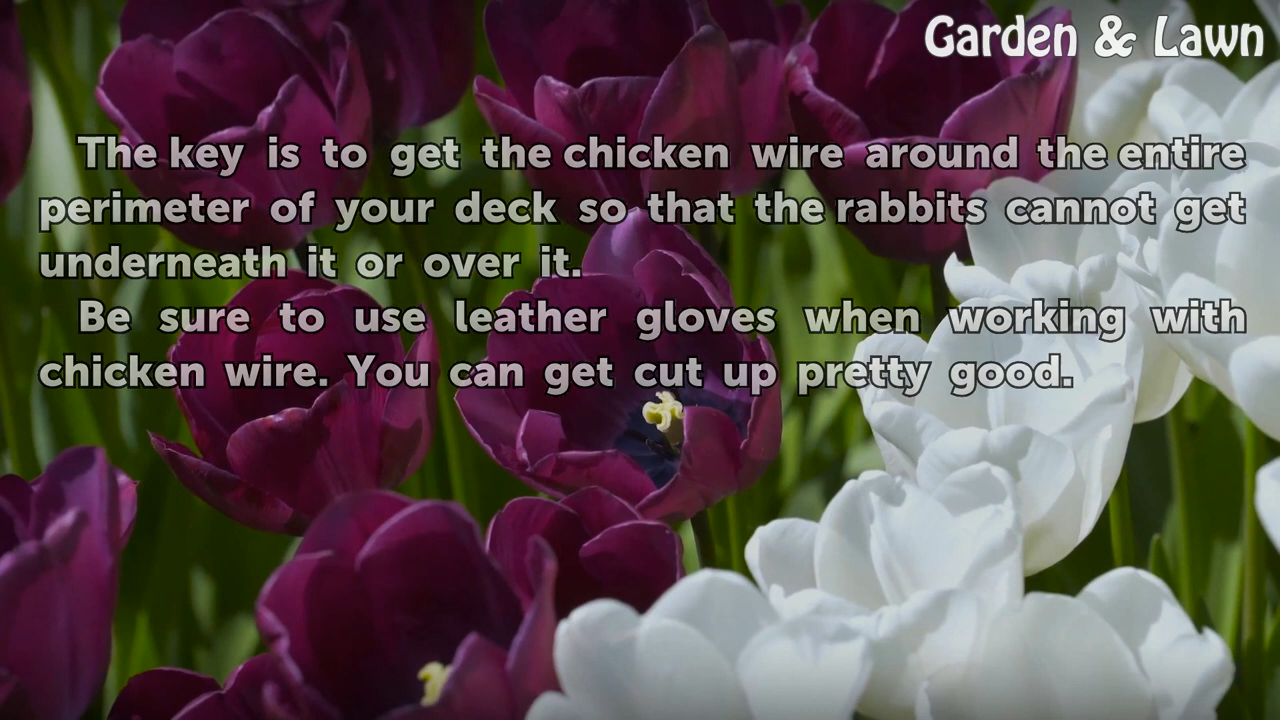 Garden & Lawn
The key is to get the chicken wire around the entire
perimeter of your deck so that the rabbits cannot get
underneath it or over it.
Be sure to use leather gloves when working with
chicken wire. You can get cut up pretty good.